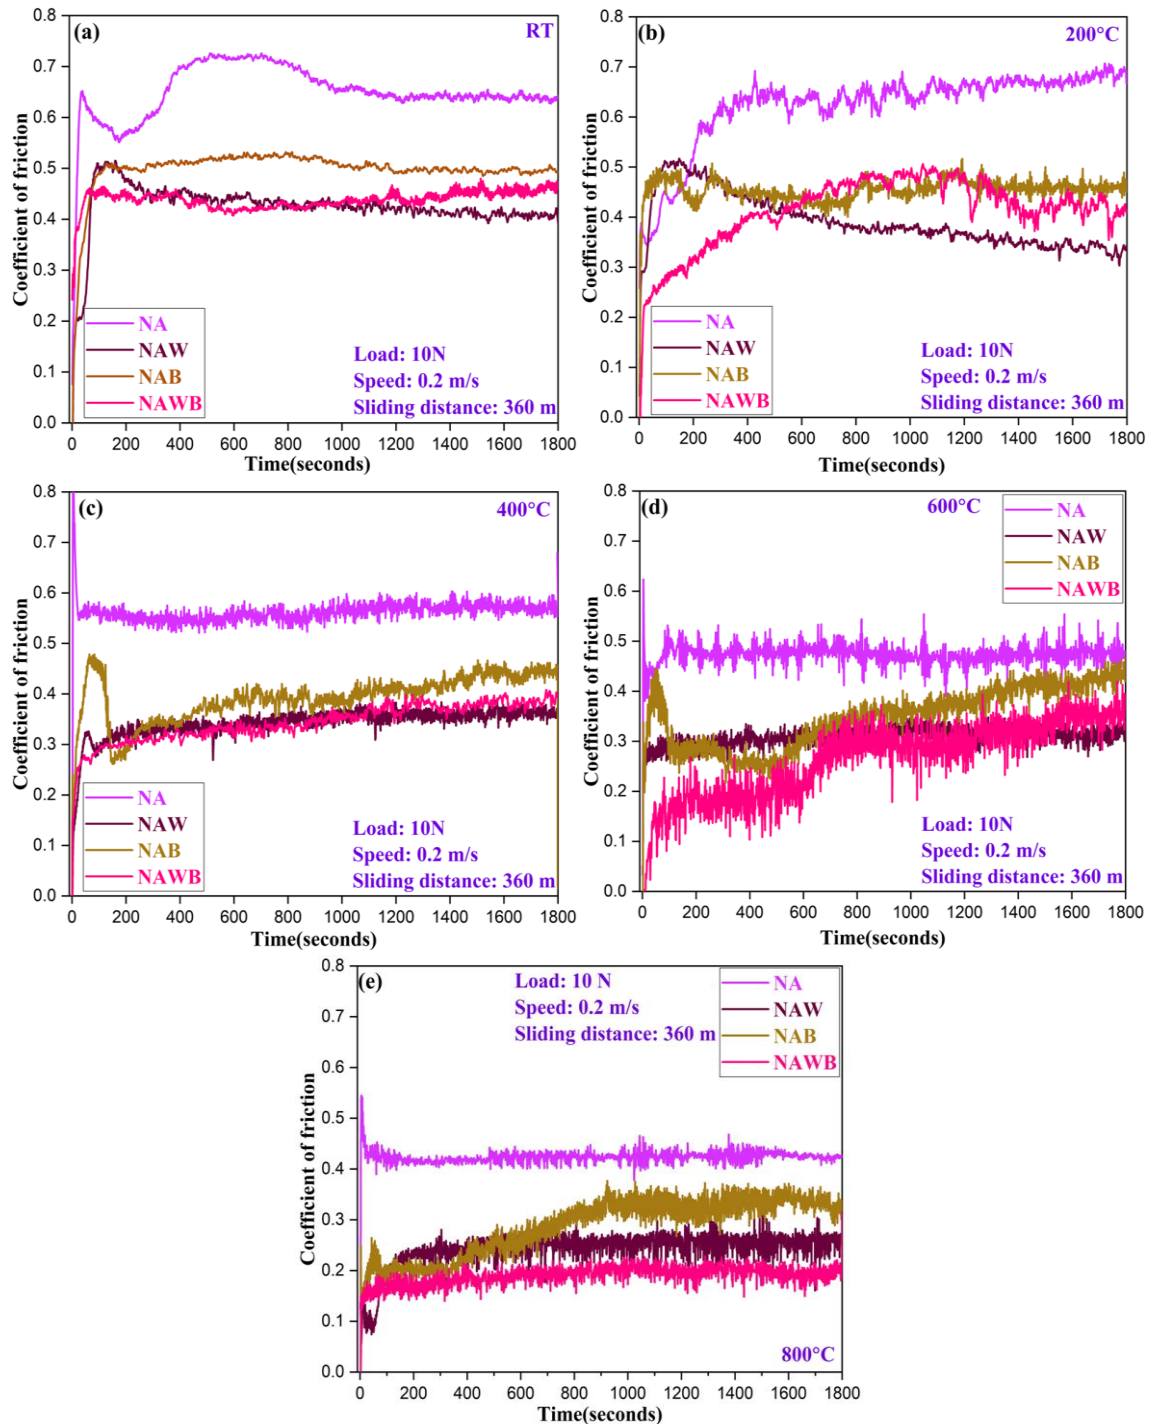 (a)
RT
Coefficient of friction
0.8
0.7
0.6
0.5
0.4
0.3
0.2
0.1
0.0
NA
NAW
NAB
NAWB
Load: 10N
Speed: 0.2 m/s
Sliding distance: 360 m
0 200 400 600 800 1000 1200 1400 1600 1800
Time(seconds)
(b)
200°C
Coefficient of friction
0.8
0.7
0.6
0.5
0.4
0.3
0.2
0.1
0.0
NA
NAW
NAB
NAWB
Load: 10N
Speed: 0.2 m/s
Sliding distance: 360 m
0 200 400 600 800 1000 1200 1400 1600 1800
Time(seconds)
(c)
400°C
Coefficient of friction
0.8
0.7
0.6
0.5
0.4
0.3
0.2
0.1
0.0
NA
NAW
NAB
NAWB
Load: 10N
Speed: 0.2 m/s
Sliding distance: 360 m
0 200 400 600 800 1000 1200 1400 1600 1800
Time(seconds)
(d)
600°C
Coefficient of friction
0.8
0.7
0.6
0.5
0.4
0.3
0.2
0.1
0.0
NA
NAW
NAB
NAWB
Load: 10N
Speed: 0.2 m/s
Sliding distance: 360 m
0 200 400 600 800 1000 1200 1400 1600 1800
Time(seconds)
(e)
Coefficient of friction
0.8
0.7
0.6
0.5
0.4
0.3
0.2
0.1
0.0
Load: 10 N
Speed: 0.2 m/s
Sliding distance: 360 m
NA
NAW
NAB
NAWB
800°C
0 200 400 600 800 1000 1200 1400 1600 1800
Time(seconds)